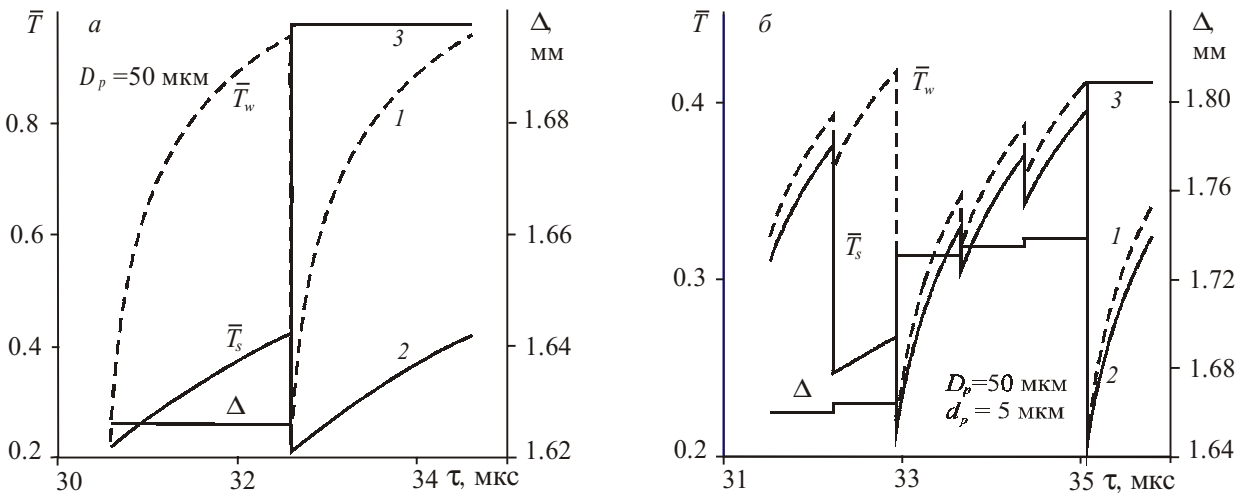 T̅ а Δ, мм
D_p =50 мкм
T̅_w
3
1
0.8
0.6
0.4
0.2
1.68
1.66
1.64
1.62
T̅_s
2
Δ
30 32 34 τ, мкс
T̅ б Δ, мм
T̅_w
3
0.4
0.3
0.2
1.80
1.76
1.72
1.68
1.64
T̅_s
1
Δ
D_p=50 мкм
d_p = 5 мкм
2
31 33 35 τ, мкс